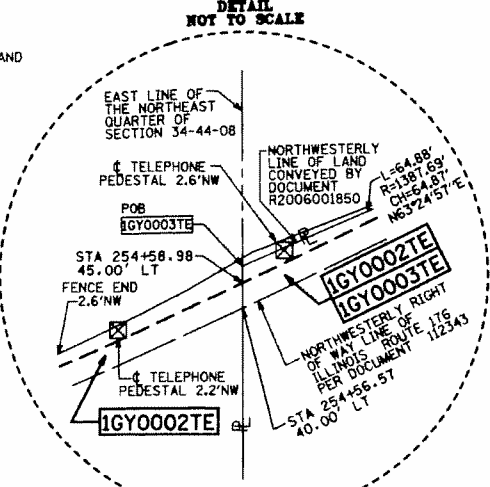 DETAIL
NOT TO SCALE
AND
EAST LINE OF
THE NORTHEAST
QUARTER OF
SECTION 34-44-08
NORTHWESTERLY
LINE OF LAND
CONVEYED BY
DOCUMENT
R2006001850
L=64.88'
R=1387.69'
CH=64.87'
N63°24'57"E
℄ TELEPHONE
PEDESTAL 2.6'NW
POB
1GY0003TE
STA 254+58.98
45.00' LT
FENCE END
2.6'NW
PL
1GY0002TE
1GY0003TE
NORTHWESTERLY RIGHT
OF WAY LINE OF
ILLINOIS ROUTE 176
PER DOCUMENT 112343
℄ TELEPHONE
PEDESTAL 2.2'NW
STA 254+56.57
40.00' LT
1GY0002TE
PL